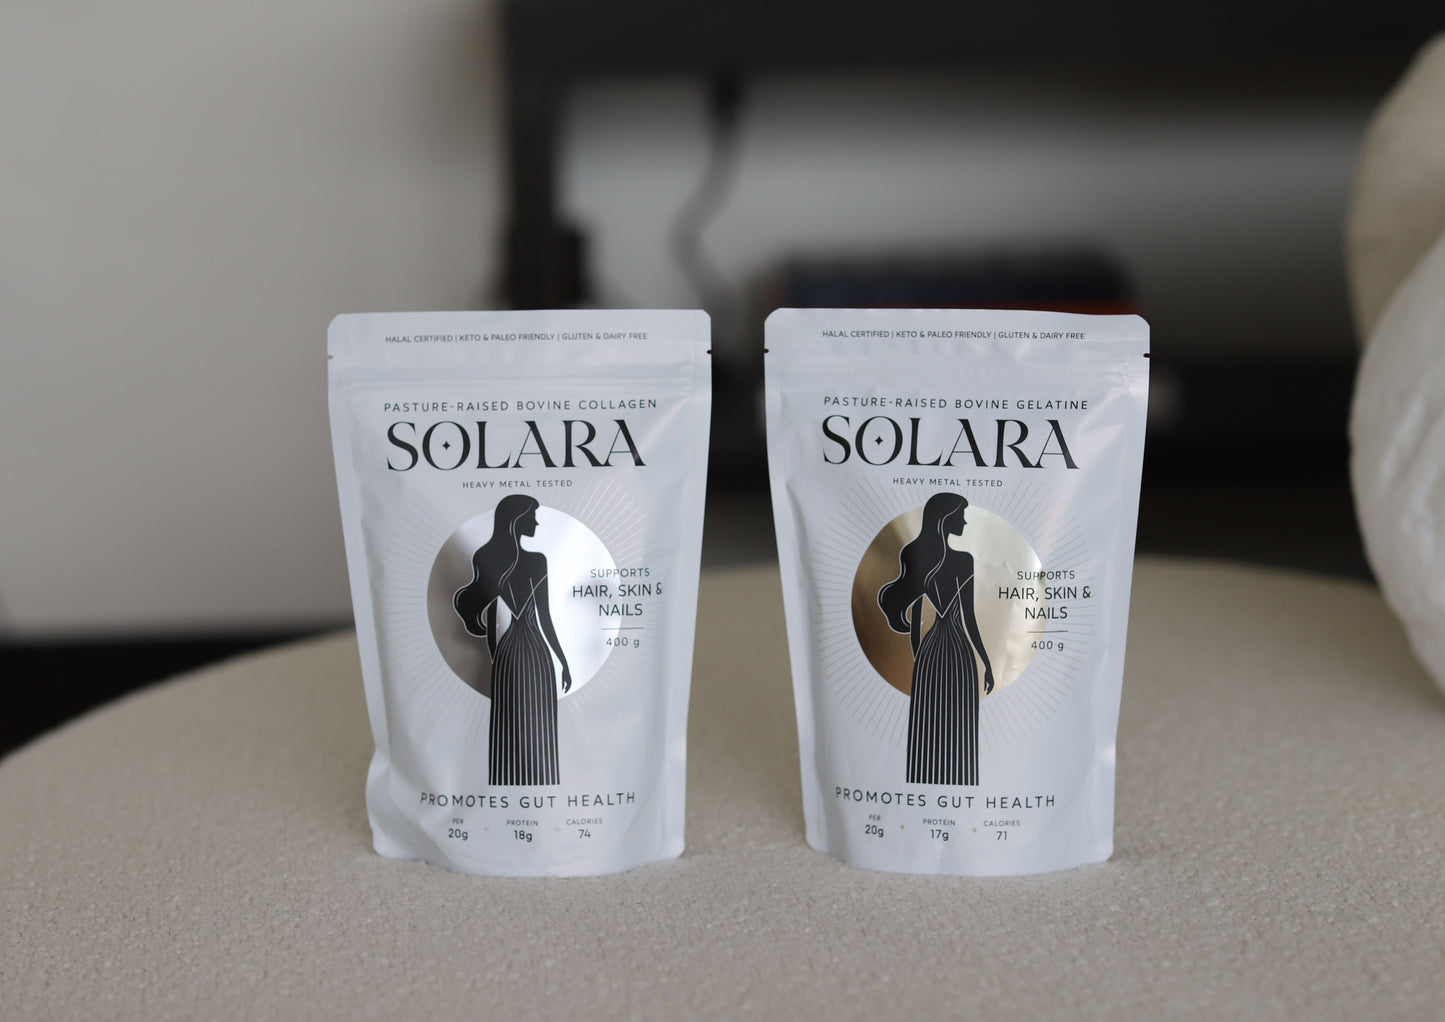 HALAL CERTIFIED | KETO & PALEO FRIENDLY | GLUTEN & DAIRY FREE
PASTURE-RAISED BOVINE COLLAGEN
SOLARA
HEAVY METAL TESTED
SUPPORTS
HAIR, SKIN &
NAILS
400 g
PROMOTES GUT HEALTH
PER PROTEIN CALORIES
20g 18g 74
HALAL CERTIFIED | KETO & PALEO FRIENDLY | GLUTEN & DAIRY FREE
PASTURE-RAISED BOVINE GELATINE
SOLARA
HEAVY METAL TESTED
SUPPORTS
HAIR, SKIN &
NAILS
400 g
PROMOTES GUT HEALTH
PER PROTEIN CALORIES
20g 17g 71